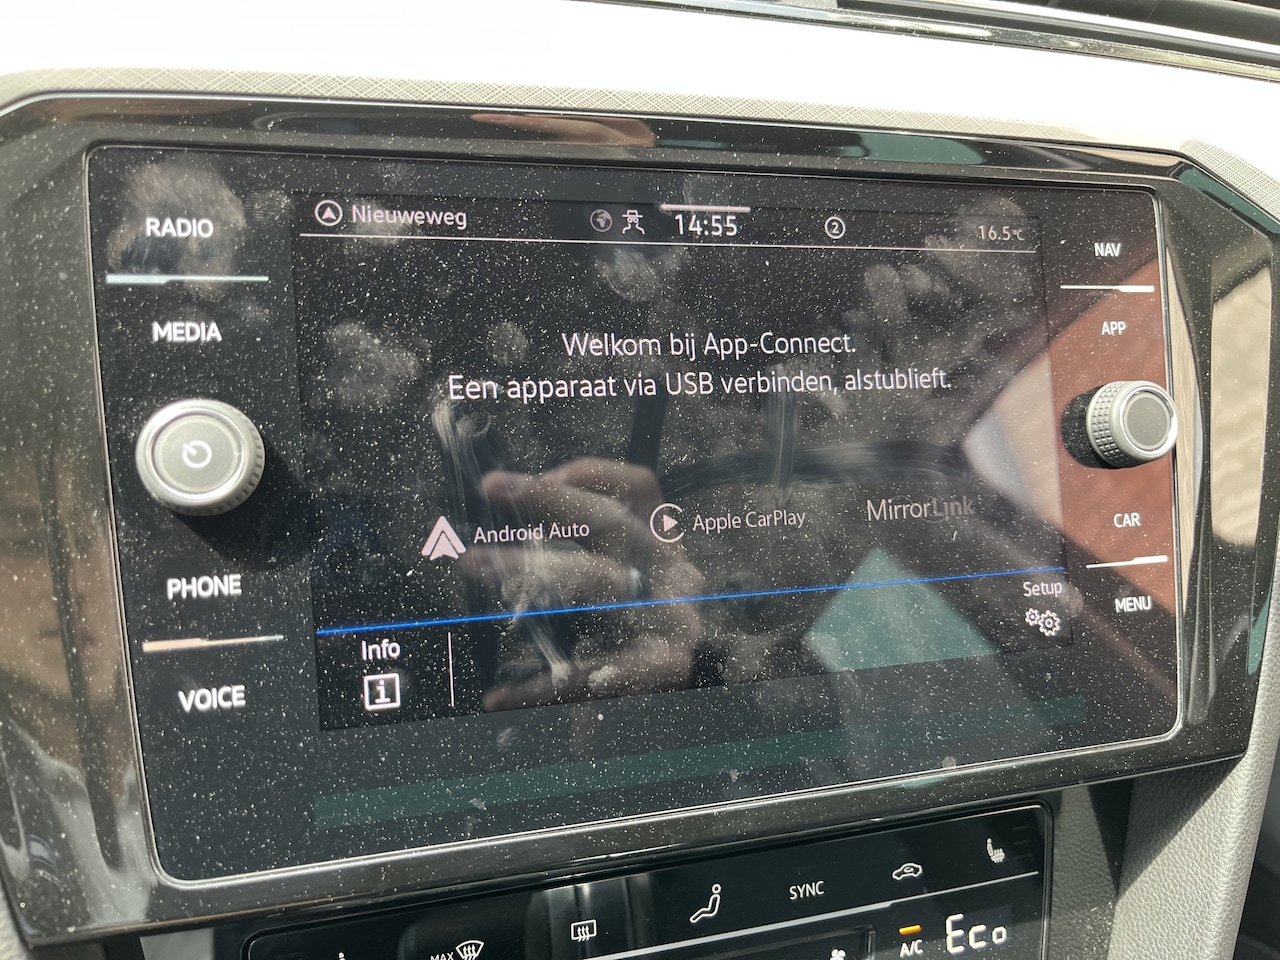 RADIO
MEDIA
PHONE
VOICE
Nieuweweg
14:55
2
16.5°C
Welkom bij App-Connect.
Een apparaat via USB verbinden, alstublieft.
Android Auto
Apple CarPlay
MirrorLink
Setup
Info
i
NAV
APP
CAR
MENU
MAX
SYNC
A/C
Eco